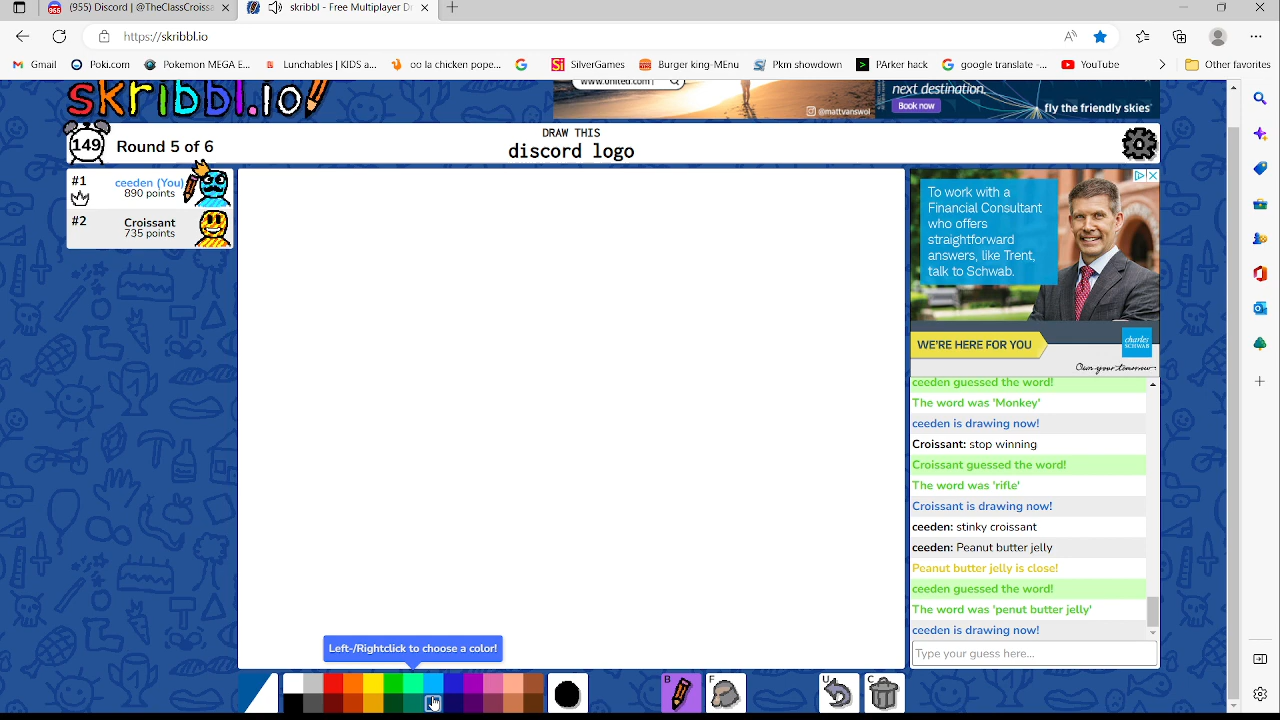 (955) Discord | @TheClassCroissa
skribbl - Free Multiplayer Dr
https://skribbl.io
Gmail
Poki.com
Monkeygamesio
Lunchables | KIDS a...
oo la chicken pope...
SilverGames
Burger king-MEnu
Pkm showdown
PArker hack
google translate -...
YouTube
Other favorites
skribbl.io
www.united.com
@mattvanswol
next destination.
Book now
fly the friendly skies
149
Round 5 of 6
DRAW THIS
discord logo
#1
ceeden (You)
890 points
#2
Croissant
735 points
To work with a
Financial Consultant
who offers
straightforward
answers, like Trent,
talk to Schwab.
WE'RE HERE FOR YOU
charles
SCHWAB
Own your tomorrow.
ceeden guessed the word!
The word was 'Monkey'
ceeden is drawing now!
Croissant: stop winning
Croissant guessed the word!
The word was 'rifle'
Croissant is drawing now!
ceeden: stinky croissant
ceeden: Peanut butter jelly
Peanut butter jelly is close!
ceeden guessed the word!
The word was 'penut butter jelly'
ceeden is drawing now!
Type your guess here...
Left-/Rightclick to choose a color!
B
F
U
C